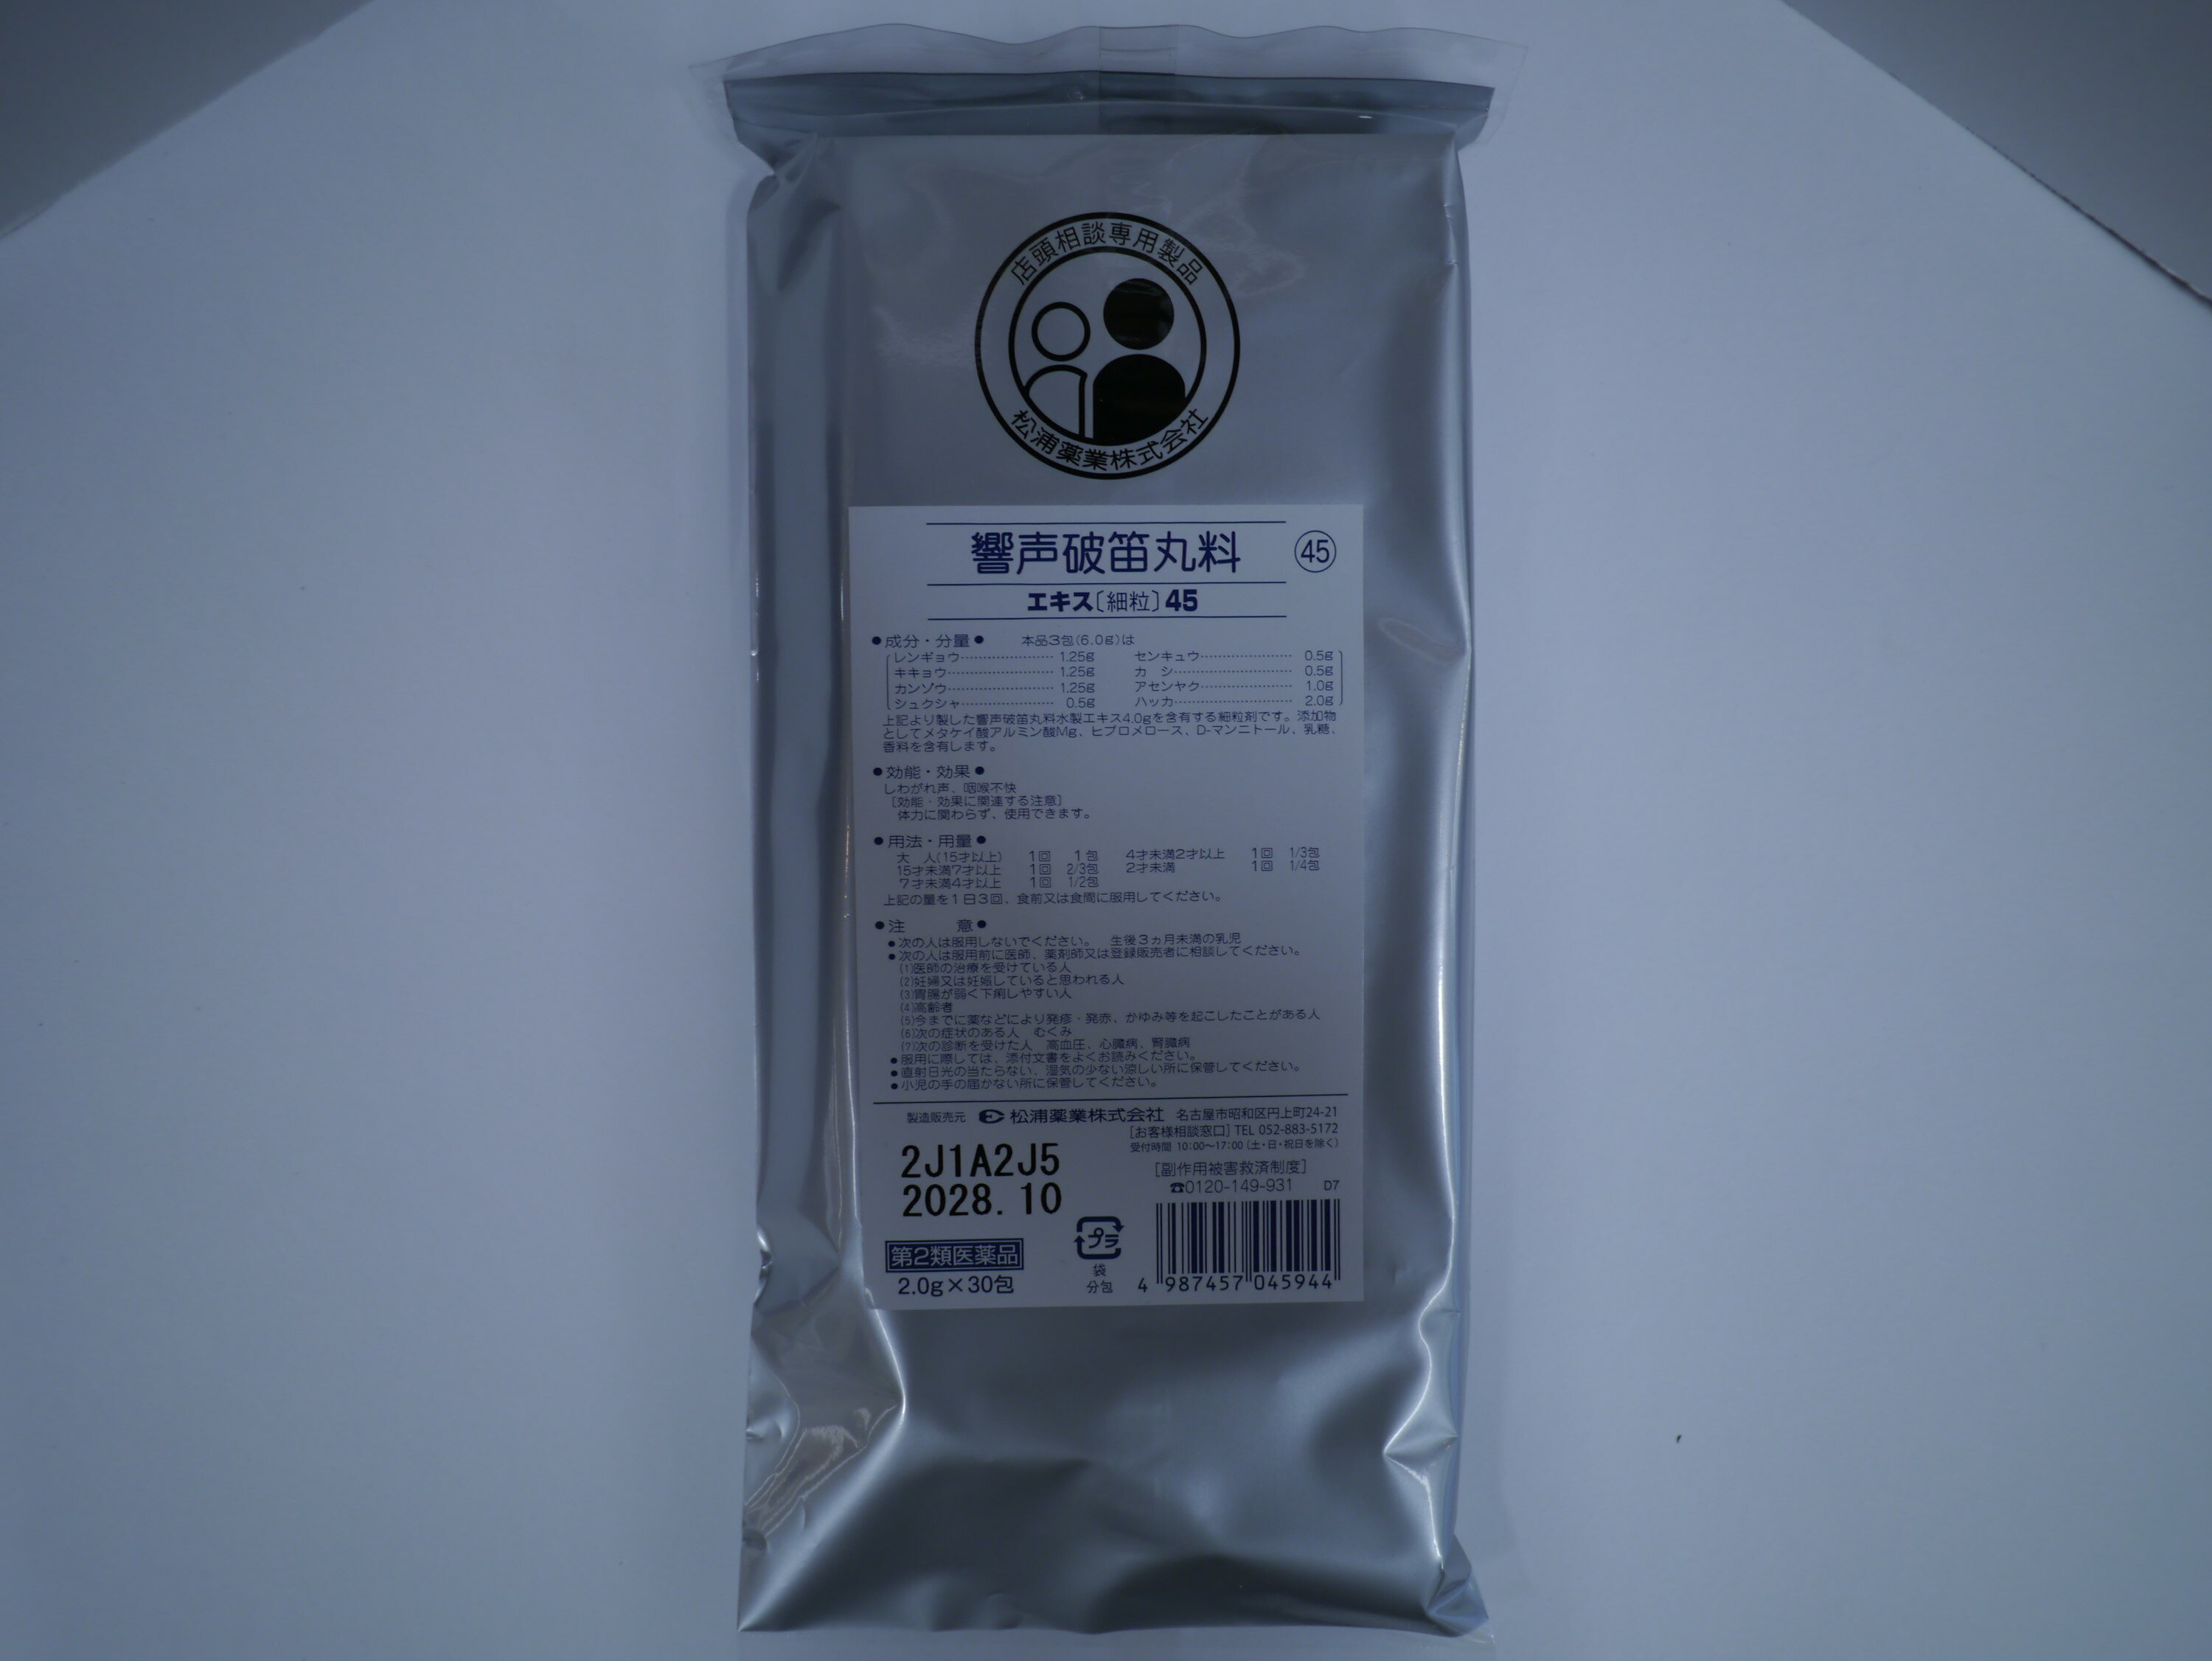 店頭相談専用製品
松浦薬業株式会社
響声破笛丸料 ㊺
エキス〔細粒〕45
●成分・分量● 本品3包(6.0g)は
レンギョウ………………… 1.25g センキュウ………………… 0.5g
キキョウ………………… 1.25g カ シ………………… 0.5g
カンゾウ………………… 1.25g アセンヤク………………… 1.0g
シュクシャ………………… 0.5g ハッカ………………… 2.0g
上記より製した響声破笛丸料水製エキス4.0gを含有する細粒剤です。添加物
としてメタケイ酸アルミン酸Mg、ヒプロメロース、D-マンニトール、乳糖、
香料を含有します。
●効能・効果●
しわがれ声、咽喉不快
〔効能・効果に関連する注意〕
体力に関わらず、使用できます。
●用法・用量●
大 人(15才以上) 1回 1包 4才未満2才以上 1回 1/3包
15才未満7才以上 1回 2/3包 2才未満 1回 1/4包
7才未満4才以上 1回 1/2包
上記の量を1日3回、食前又は食間に服用してください。
●注 意●
●次の人は服用しないでください。 生後3ヵ月未満の乳児
●次の人は服用前に医師、薬剤師又は登録販売者に相談してください。
(1)医師の治療を受けている人
(2)妊婦又は妊娠していると思われる人
(3)胃腸が弱く下痢しやすい人
(4)高齢者
(5)今までに薬などにより発疹・発赤、かゆみ等を起こしたことがある人
(6)次の症状のある人 むくみ
(7)次の診断を受けた人 高血圧、心臓病、腎臓病
●服用に際しては、添付文書をよくお読みください。
●直射日光の当たらない、湿気の少ない涼しい所に保管してください。
●小児の手の届かない所に保管してください。
製造販売元 松浦薬業株式会社 名古屋市昭和区円上町24-21
[お客様相談窓口] TEL 052-883-5172
受付時間 10:00〜17:00 (土・日・祝日を除く)
2J1A2J5
2028.10
[副作用被害救済制度]
☎0120-149-931 D7
第2類医薬品
2.0g×30包
プラ
袋
分包
4 987457 045944